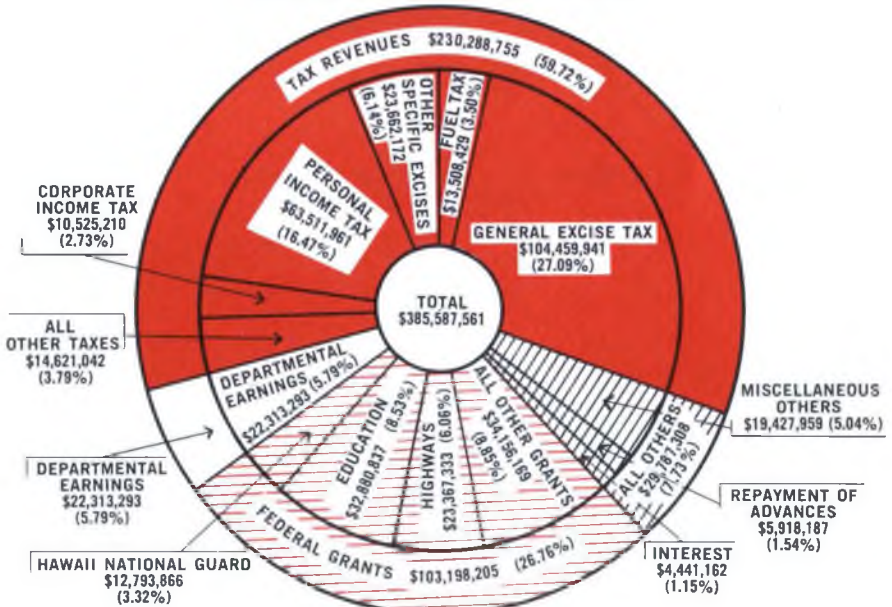 TAX REVENUES $230,288,755 (59.72%)
OTHER
SPECIFIC EXCISES
$23,662,172
(6.14%)
FUEL TAX
$13,508,429 (3.50%)
PERSONAL
INCOME TAX
$63,511,961
(16.47%)
GENERAL EXCISE TAX
$104,459,941
(27.09%)
CORPORATE
INCOME TAX
$10,525,210
(2.73%)
TOTAL
$385,587,561
ALL
OTHER TAXES
$14,621,042
(3.79%)
DEPARTMENTAL
EARNINGS
$22,313,293 (5.79%)
EDUCATION
$32,880,837 (8.53%)
HIGHWAYS
$23,367,333 (6.06%)
ALL OTHER GRANTS
$34,156,169
(8.85%)
ALL OTHERS
$29,787,308
(7.73%)
MISCELLANEOUS
OTHERS
$19,427,959 (5.04%)
DEPARTMENTAL
EARNINGS
$22,313,293
(5.79%)
REPAYMENT OF
ADVANCES
$5,918,187
(1.54%)
HAWAII NATIONAL GUARD
$12,793,866
(3.32%)
FEDERAL GRANTS $103,198,205 (26.76%)
INTEREST
$4,441,162
(1.15%)